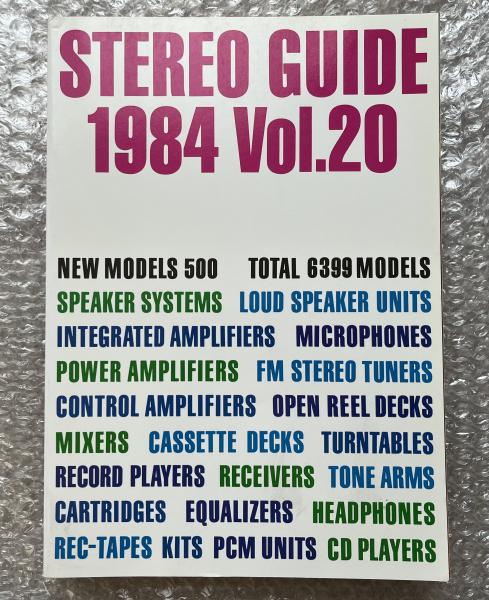 STEREO GUIDE
1984 Vol.20
NEW MODELS 500 TOTAL 6399 MODELS
SPEAKER SYSTEMS LOUD SPEAKER UNITS
INTEGRATED AMPLIFIERS MICROPHONES
POWER AMPLIFIERS FM STEREO TUNERS
CONTROL AMPLIFIERS OPEN REEL DECKS
MIXERS CASSETTE DECKS TURNTABLES
RECORD PLAYERS RECEIVERS TONE ARMS
CARTRIDGES EQUALIZERS HEADPHONES
REC-TAPES KITS PCM UNITS CD PLAYERS